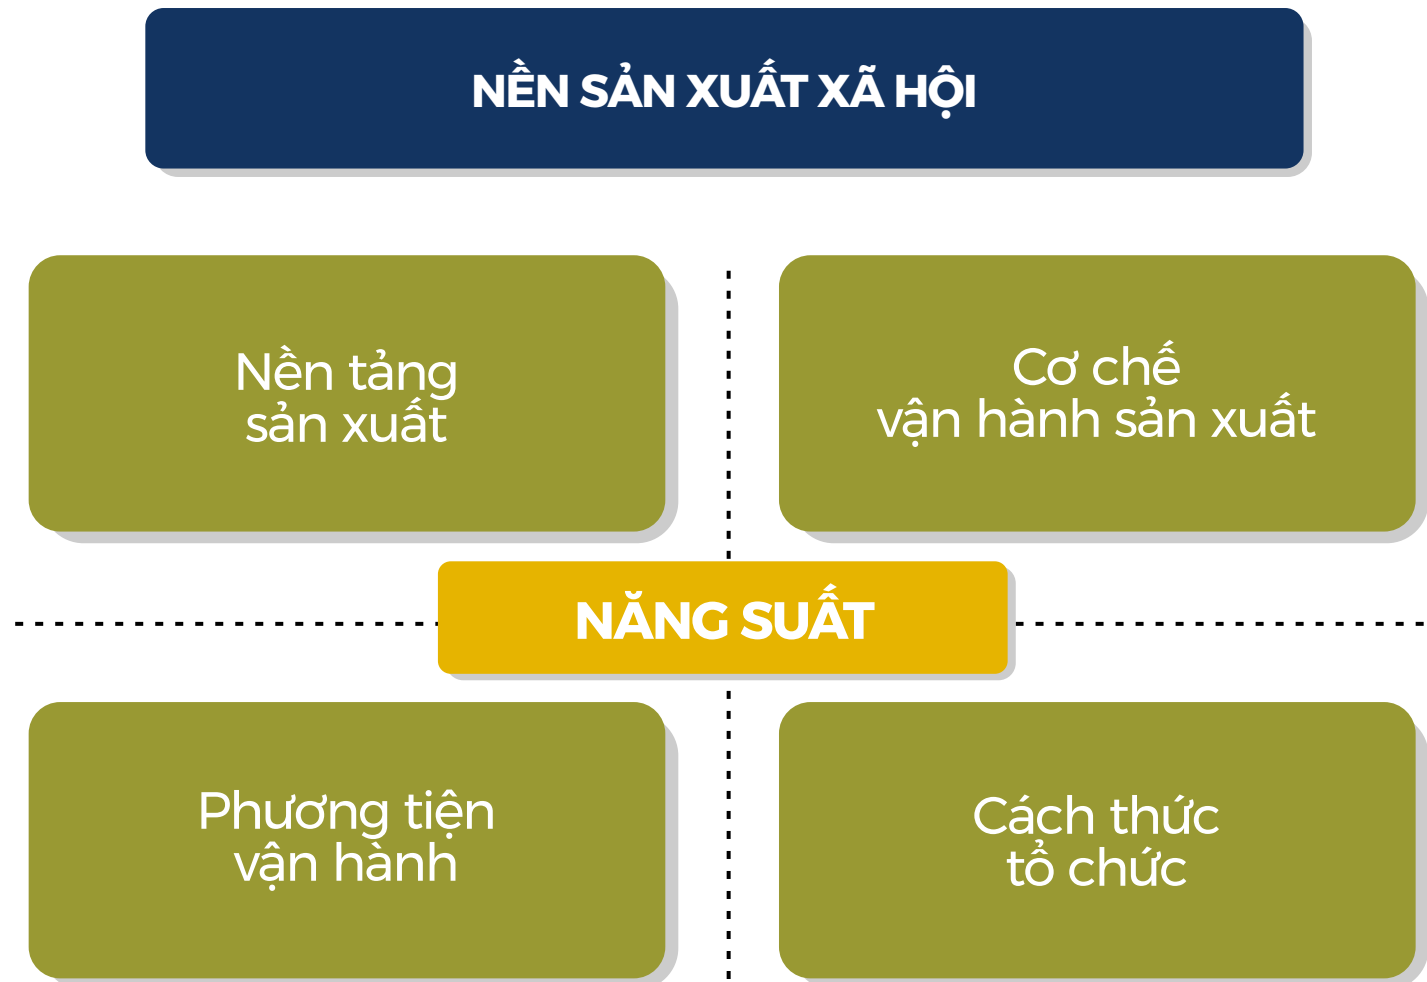 NỀN SẢN XUẤT XÃ HỘI
Nền tảng
sản xuất
Cơ chế
vận hành sản xuất
NĂNG SUẤT
Phương tiện
vận hành
Cách thức
tổ chức